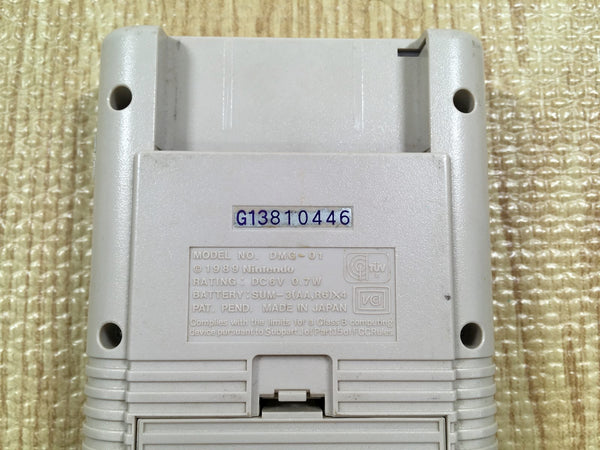 G13810446
MODEL NO. DMG-01
© 1989 Nintendo
RATING: DC6V 0.7W
BATTERY: SUM-3(AA,R6)X4
PAT. PEND. MADE IN JAPAN
Complies with the limits for a Class B computing
device pursuant to Subpart J of Part 15 of FCC Rules.
TÜV